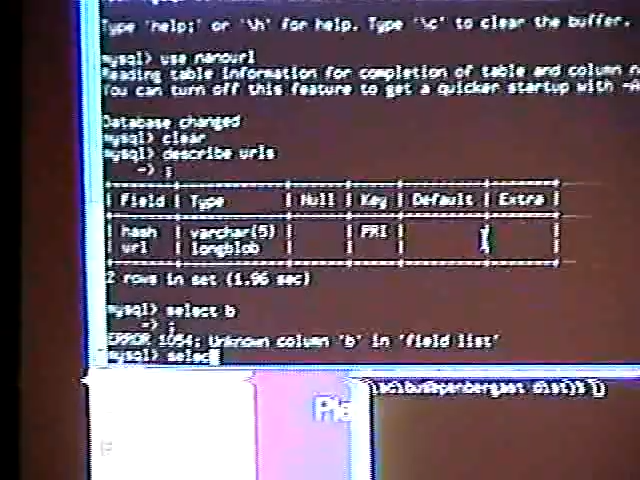 Type 'help;' or '\h' for help. Type '\c' to clear the buffer.
mysql> use nanourl
Reading table information for completion of table and column n
You can turn off this feature to get a quicker startup with -A
Database changed
mysql> clear
mysql> describe urls
-> ;
| Field | Type | Null | Key | Default | Extra |
| hash | varchar(5) | | PRI | | |
| url | longblob | | | | |
2 rows in set (1.96 sec)
mysql> select b
-> ;
ERROR 1054: Unknown column 'b' in 'field list'
mysql> selec
dist)$
Ple